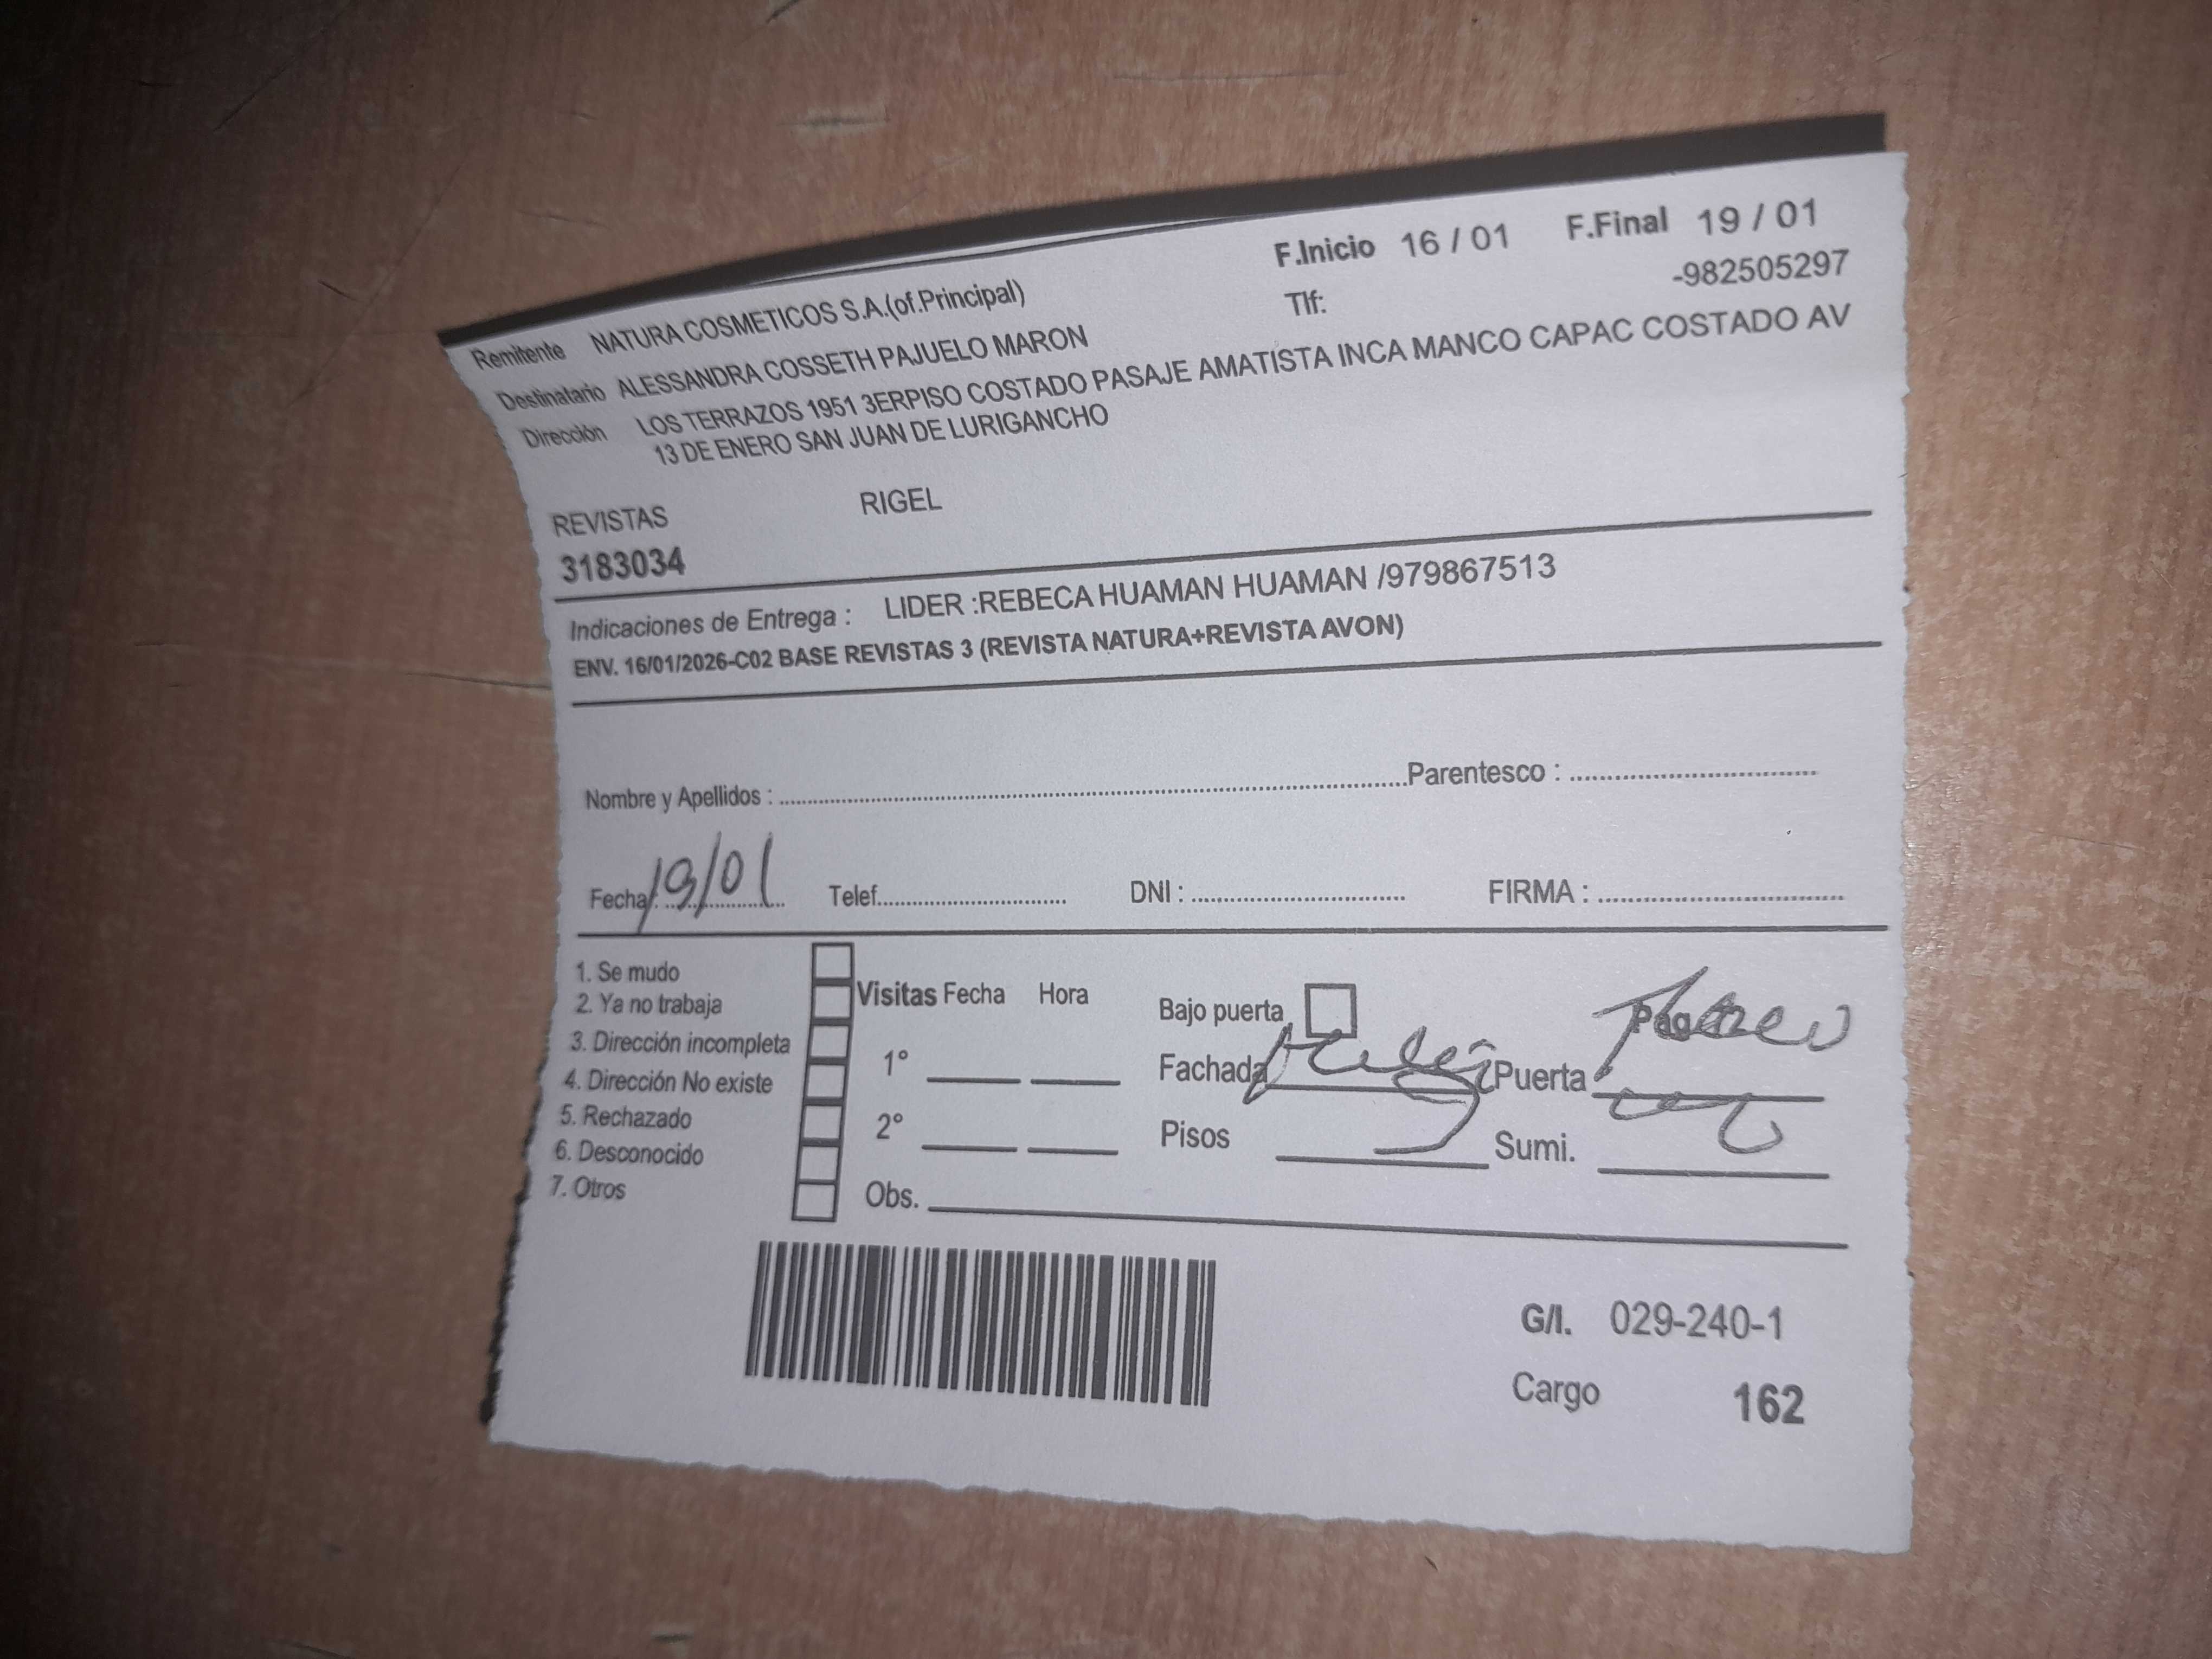 F.Inicio 16 / 01 F.Final 19 / 01
Remitente NATURA COSMETICOS S.A.(of.Principal) Tlf: -982505297
Destinatario ALESSANDRA COSSETH PAJUELO MARON
Dirección LOS TERRAZOS 1951 3ERPISO COSTADO PASAJE AMATISTA INCA MANCO CAPAC COSTADO AV
13 DE ENERO SAN JUAN DE LURIGANCHO
REVISTAS RIGEL
3183034
Indicaciones de Entrega : LIDER :REBECA HUAMAN HUAMAN /979867513
ENV. 16/01/2026-C02 BASE REVISTAS 3 (REVISTA NATURA+REVISTA AVON)
Nombre y Apellidos : Parentesco :
Fecha: 19/01 Telef. DNI : FIRMA :
1. Se mudo
2. Ya no trabaja
3. Dirección incompleta
4. Dirección No existe
5. Rechazado
6. Desconocido
7. Otros
Visitas Fecha Hora
1°
2°
Obs.
Bajo puerta
Fachada Puerta
Pisos Sumi.
G/I. 029-240-1
Cargo 162